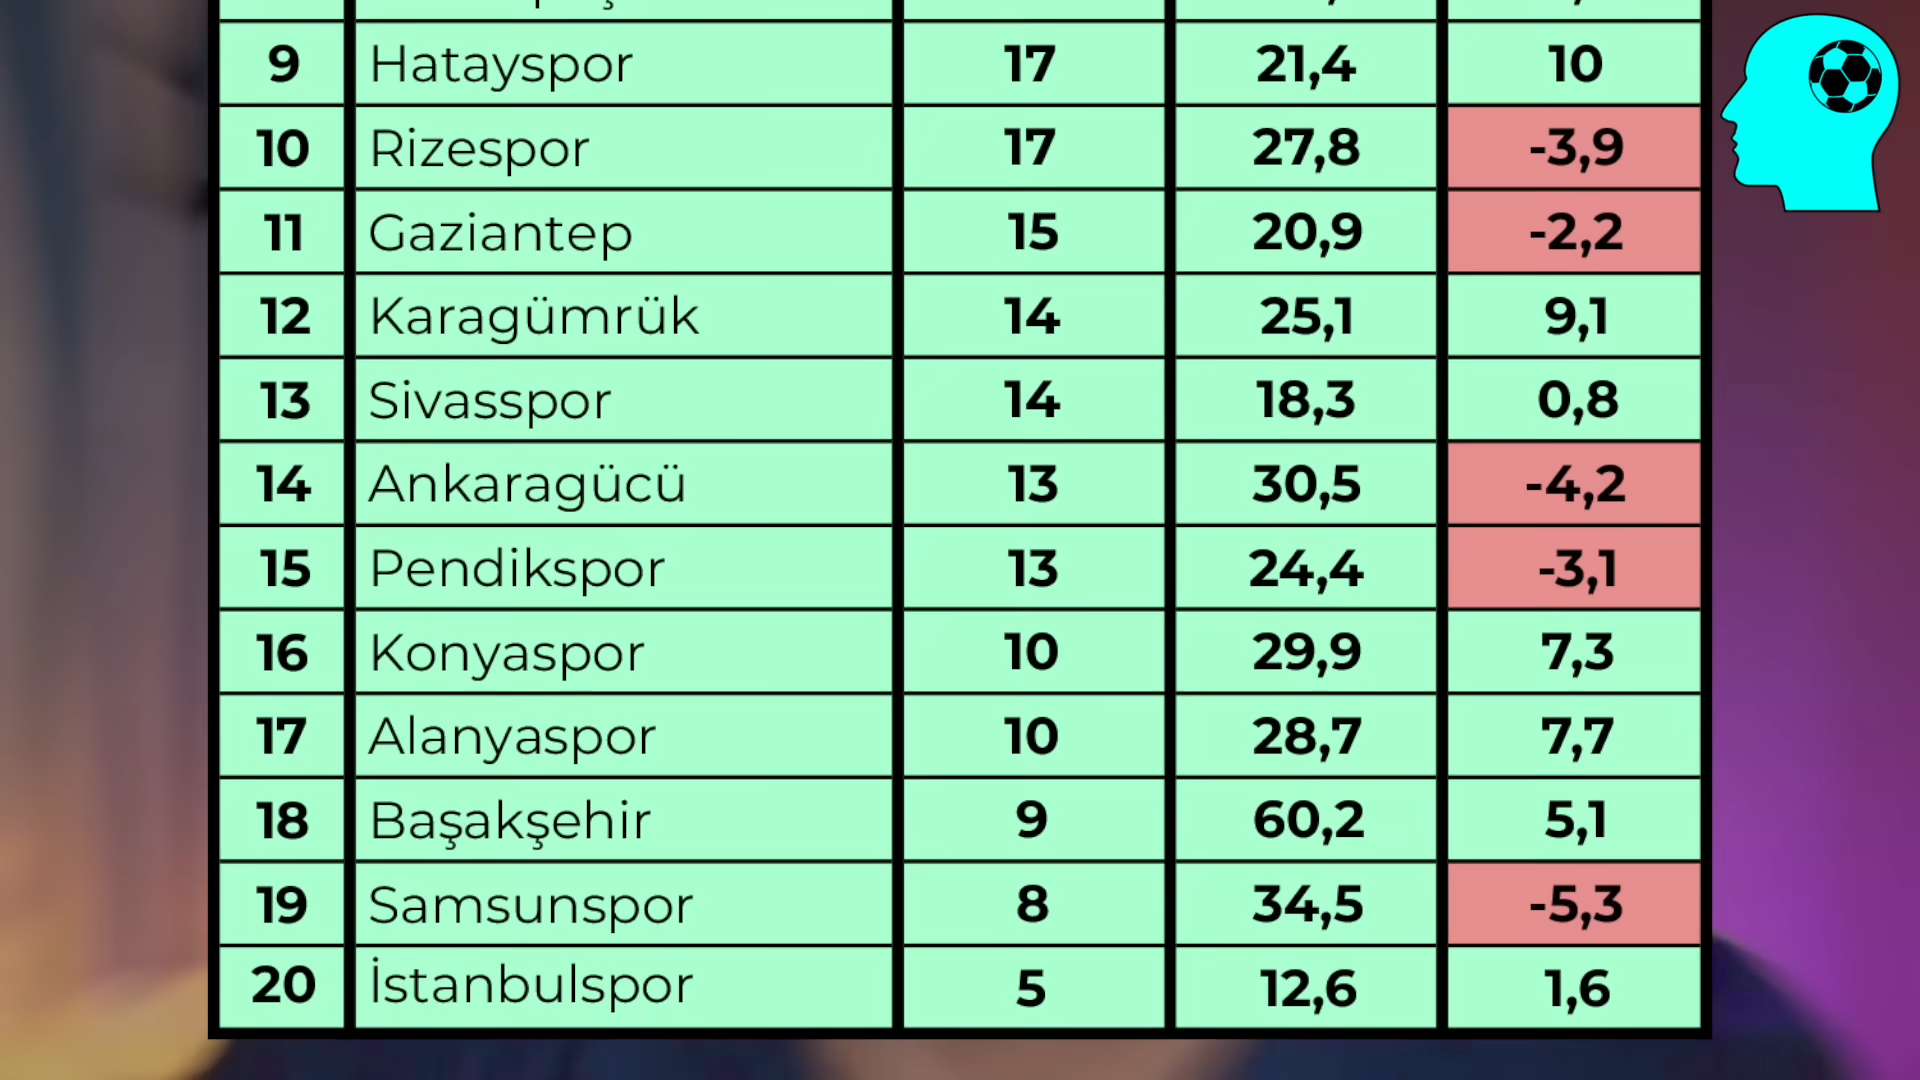 9 Hatayspor 17 21,4 10
10 Rizespor 17 27,8 -3,9
11 Gaziantep 15 20,9 -2,2
12 Karagümrük 14 25,1 9,1
13 Sivasspor 14 18,3 0,8
14 Ankaragücü 13 30,5 -4,2
15 Pendikspor 13 24,4 -3,1
16 Konyaspor 10 29,9 7,3
17 Alanyaspor 10 28,7 7,7
18 Başakşehir 9 60,2 5,1
19 Samsunspor 8 34,5 -5,3
20 İstanbulspor 5 12,6 1,6